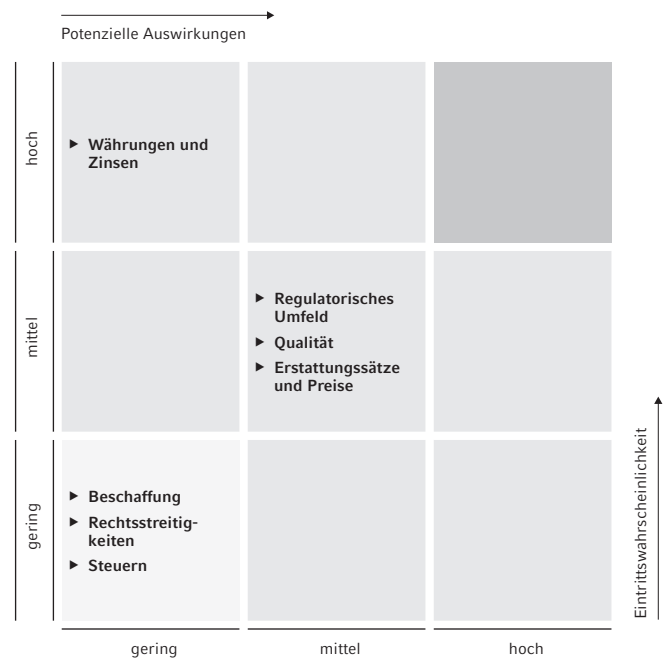 Potenzielle Auswirkungen
hoch
▶ Währungen und
Zinsen
mittel
▶ Regulatorisches
Umfeld
▶ Qualität
▶ Erstattungssätze
und Preise
gering
▶ Beschaffung
▶ Rechtsstreitig-
keiten
▶ Steuern
Eintrittswahrscheinlichkeit
gering
mittel
hoch